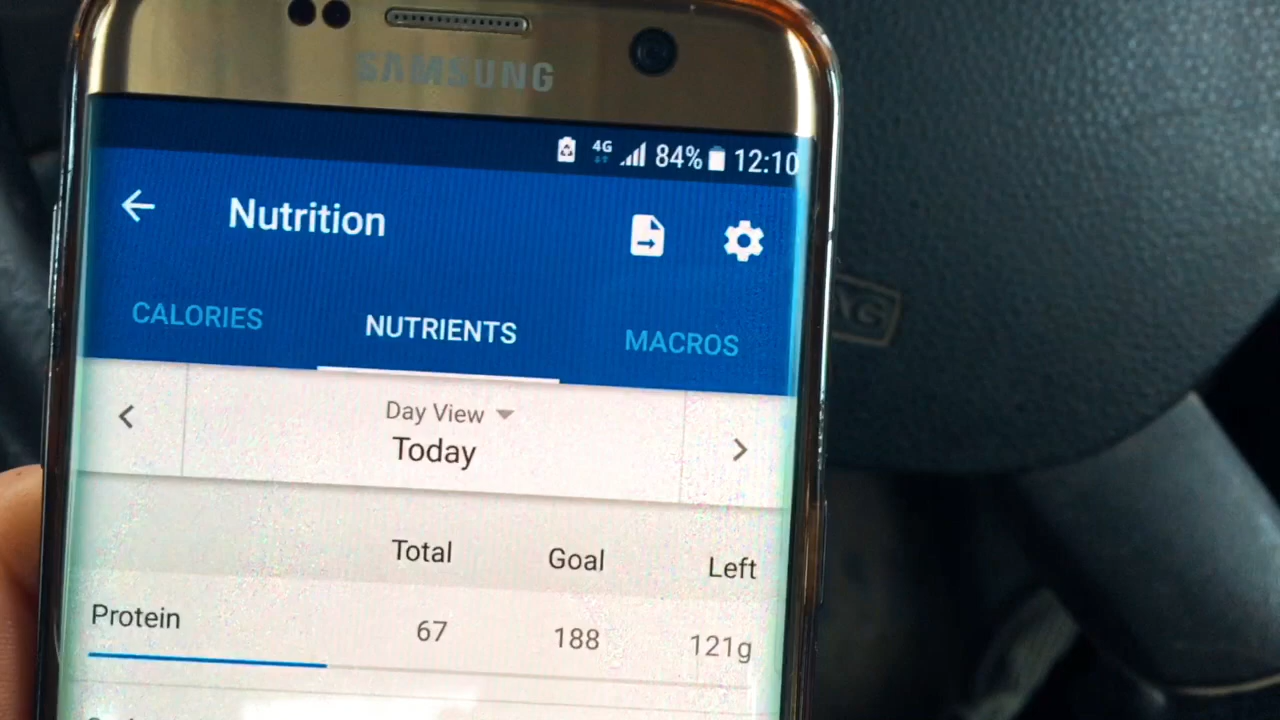 SAMSUNG
4G 84% 12:10
Nutrition
CALORIES NUTRIENTS MACROS
Day View
Today
Total Goal Left
Protein 67 188 121g